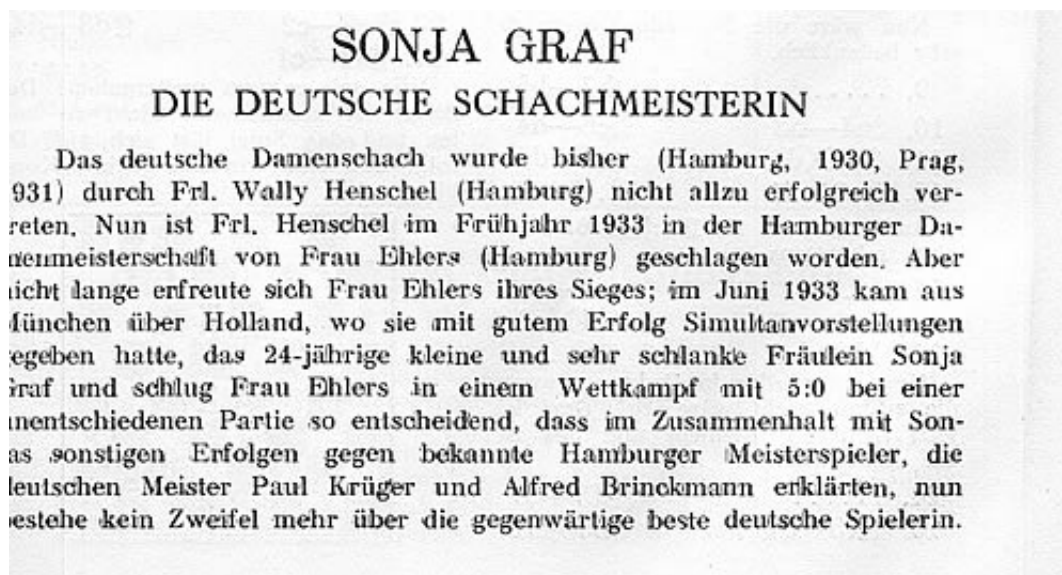 SONJA GRAF
DIE DEUTSCHE SCHACHMEISTERIN
Das deutsche Damenschach wurde bisher (Hamburg, 1930, Prag,
1931) durch Frl. Wally Henschel (Hamburg) nicht allzu erfolgreich ver-
reten. Nun ist Frl. Henschel im Frühjahr 1933 in der Hamburger Da-
menmeisterschaft von Frau Ehlers (Hamburg) geschlagen worden. Aber
nicht lange erfreute sich Frau Ehlers ihres Sieges; im Juni 1933 kam aus
München über Holland, wo sie mit gutem Erfolg Simultanvorstellungen
gegeben hatte, das 24-jährige kleine und sehr schlanke Fräulein Sonja
Graf und schlug Frau Ehlers in einem Wettkampf mit 5:0 bei einer
unentschiedenen Partie so entscheidend, dass im Zusammenhalt mit Son-
as sonstigen Erfolgen gegen bekannte Hamburger Meisterspieler, die
deutschen Meister Paul Krüger und Alfred Brinckmann erklärten, nun
bestehe kein Zweifel mehr über die gegenwärtige beste deutsche Spielerin.